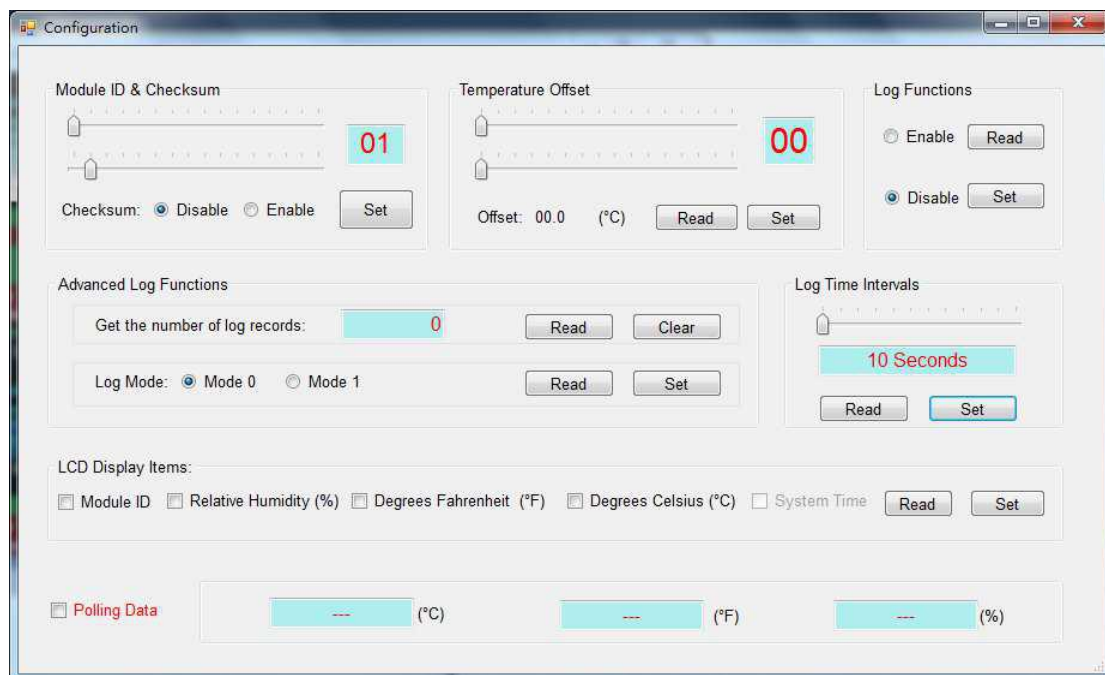 Configuration
Module ID & Checksum
01
Checksum: Disable Enable Set
Temperature Offset
00
Offset: 00.0 (°C) Read Set
Log Functions
Enable Read
Disable Set
Advanced Log Functions
Get the number of log records: 0 Read Clear
Log Mode: Mode 0 Mode 1 Read Set
Log Time Intervals
10 Seconds
Read Set
LCD Display Items:
Module ID Relative Humidity (%) Degrees Fahrenheit (°F) Degrees Celsius (°C) System Time Read Set
Polling Data --- (°C) --- (°F) --- (%)